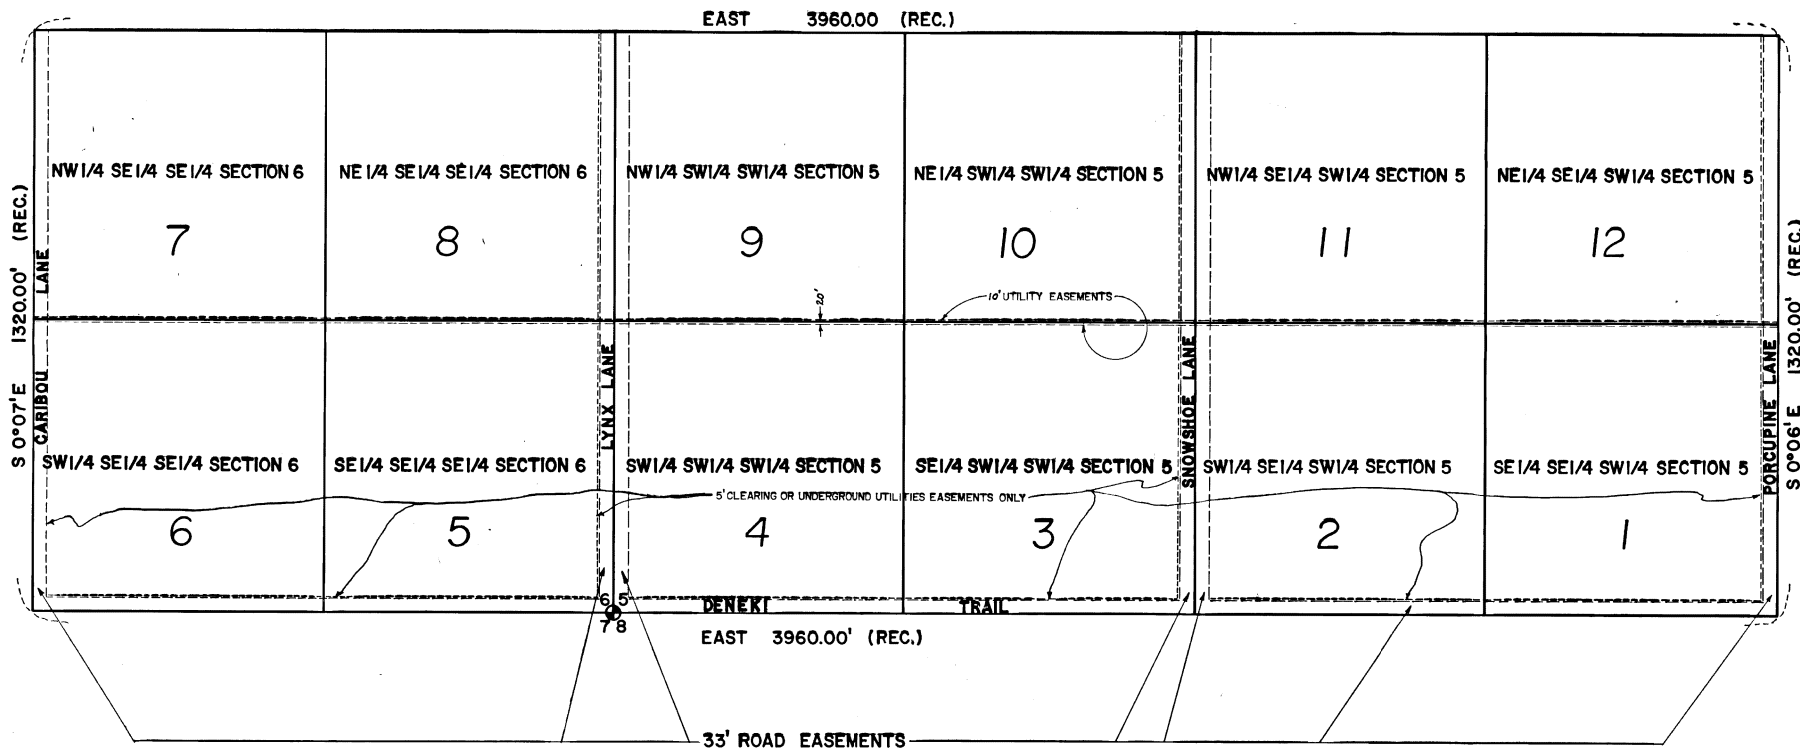 EAST 3960.00 (REC.)
NW1/4 SE1/4 SE1/4 SECTION 6
NE1/4 SE1/4 SE1/4 SECTION 6
NW1/4 SW1/4 SW1/4 SECTION 5
NE1/4 SW1/4 SW1/4 SECTION 5
NW1/4 SE1/4 SW1/4 SECTION 5
NE1/4 SE1/4 SW1/4 SECTION 5
7
8
9
10
11
12
S 0°07'E 1320.00' (REC.)
CARIBOU LANE
20'
10' UTILITY EASEMENTS
LYNX LANE
SNOWSHOE LANE
PORCUPINE LANE
S 0°06'E 1320.00' (REC.)
SW1/4 SE1/4 SE1/4 SECTION 6
SE1/4 SE1/4 SE1/4 SECTION 6
SW1/4 SW1/4 SW1/4 SECTION 5
SE1/4 SW1/4 SW1/4 SECTION 5
SW1/4 SE1/4 SW1/4 SECTION 5
SE1/4 SE1/4 SW1/4 SECTION 5
5' CLEARING OR UNDERGROUND UTILITIES EASEMENTS ONLY
6
5
4
3
2
1
6 5
7 8
DENEKI TRAIL
EAST 3960.00' (REC.)
33' ROAD EASEMENTS